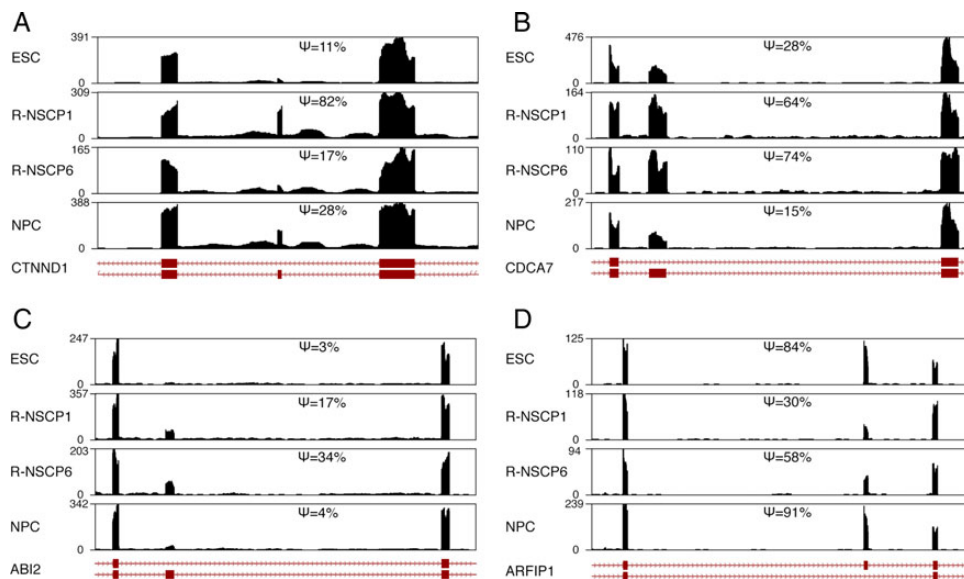 A
ESC
391
0
Ψ=11%
R-NSCP1
309
0
Ψ=82%
R-NSCP6
165
0
Ψ=17%
NPC
388
0
Ψ=28%
CTNND1
B
ESC
476
0
Ψ=28%
R-NSCP1
164
0
Ψ=64%
R-NSCP6
110
0
Ψ=74%
NPC
217
0
Ψ=15%
CDCA7
C
ESC
247
0
Ψ=3%
R-NSCP1
357
0
Ψ=17%
R-NSCP6
203
0
Ψ=34%
NPC
342
0
Ψ=4%
ABI2
D
ESC
125
0
Ψ=84%
R-NSCP1
118
0
Ψ=30%
R-NSCP6
94
0
Ψ=58%
NPC
239
0
Ψ=91%
ARFIP1